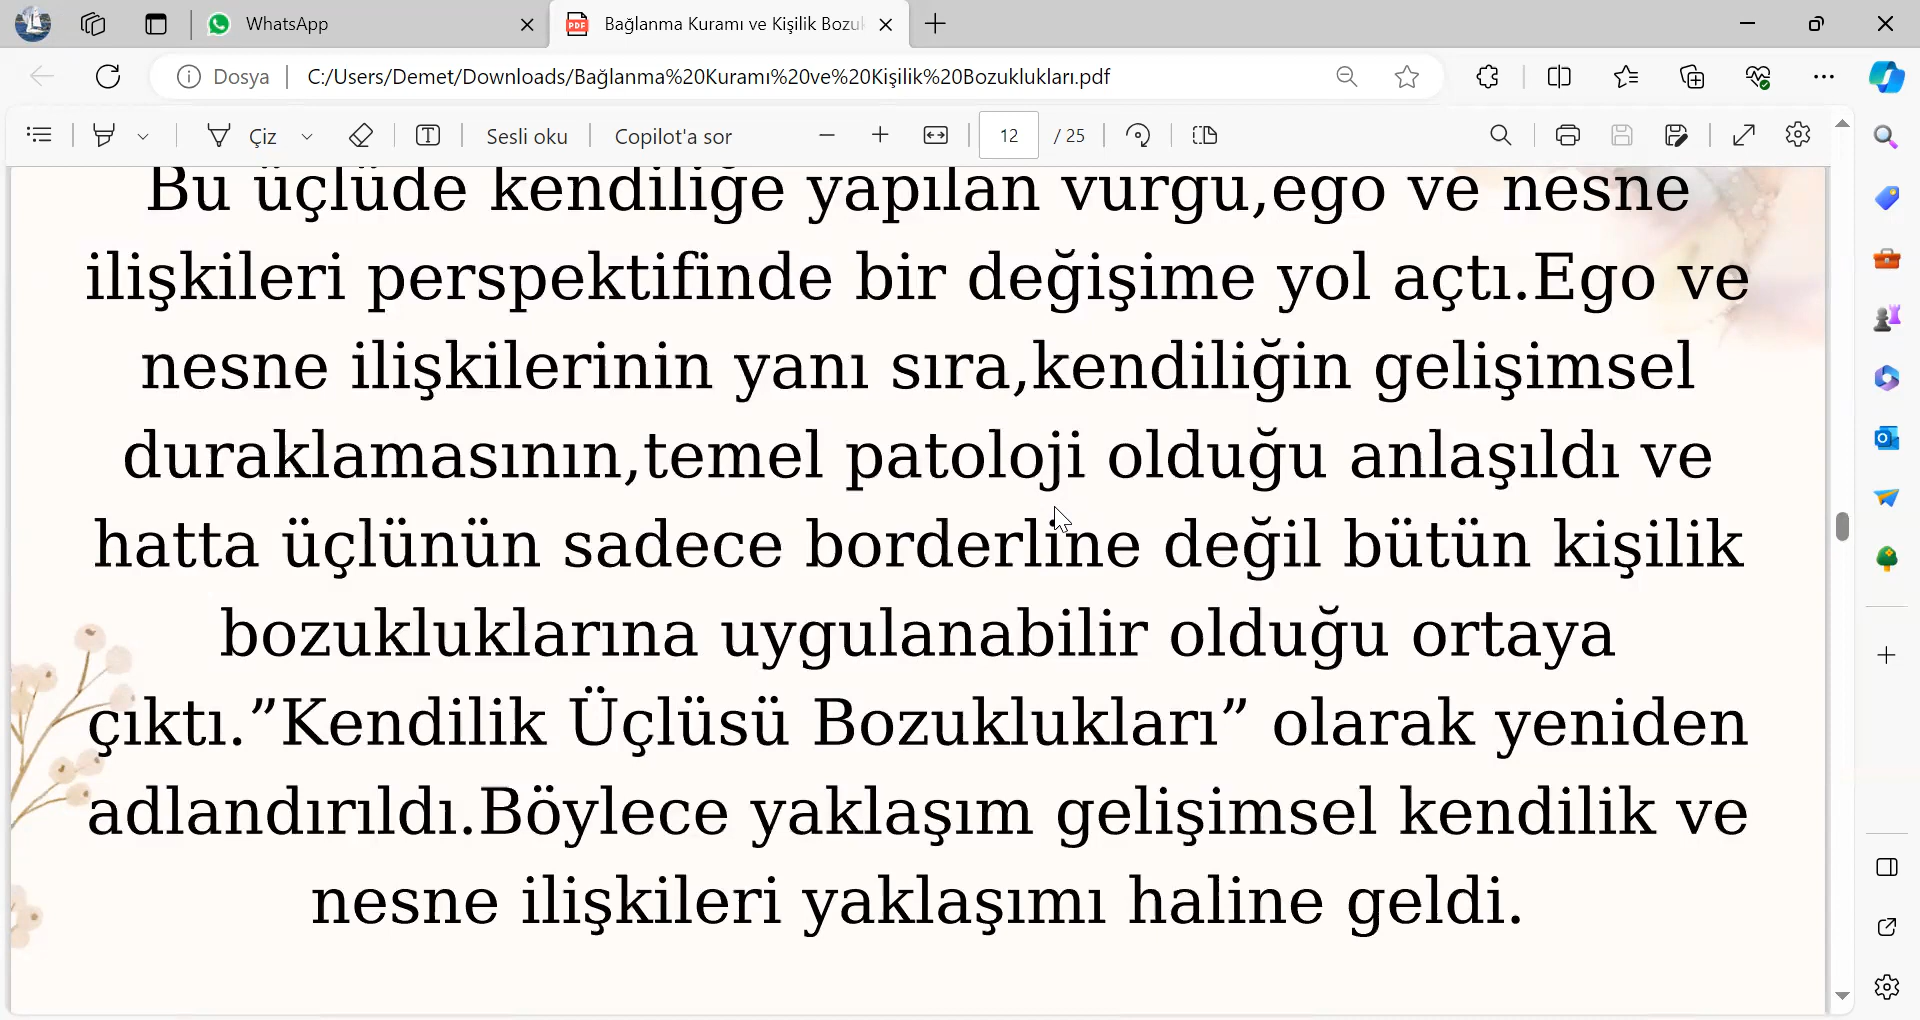 WhatsApp
Bağlanma Kuramı ve Kişilik Bozuk
Dosya
C:/Users/Demet/Downloads/Bağlanma%20Kuramı%20ve%20Kişilik%20Bozuklukları.pdf
Çiz
Sesli oku
Copilot'a sor
12
/ 25
Bu üçlüde kendiliğe yapılan vurgu,ego ve nesne
ilişkileri perspektifinde bir değişime yol açtı.Ego ve
nesne ilişkilerinin yanı sıra,kendiliğin gelişimsel
duraklamasının,temel patoloji olduğu anlaşıldı ve
hatta üçlünün sadece borderline değil bütün kişilik
bozukluklarına uygulanabilir olduğu ortaya
çıktı.”Kendilik Üçlüsü Bozuklukları” olarak yeniden
adlandırıldı.Böylece yaklaşım gelişimsel kendilik ve
nesne ilişkileri yaklaşımı haline geldi.